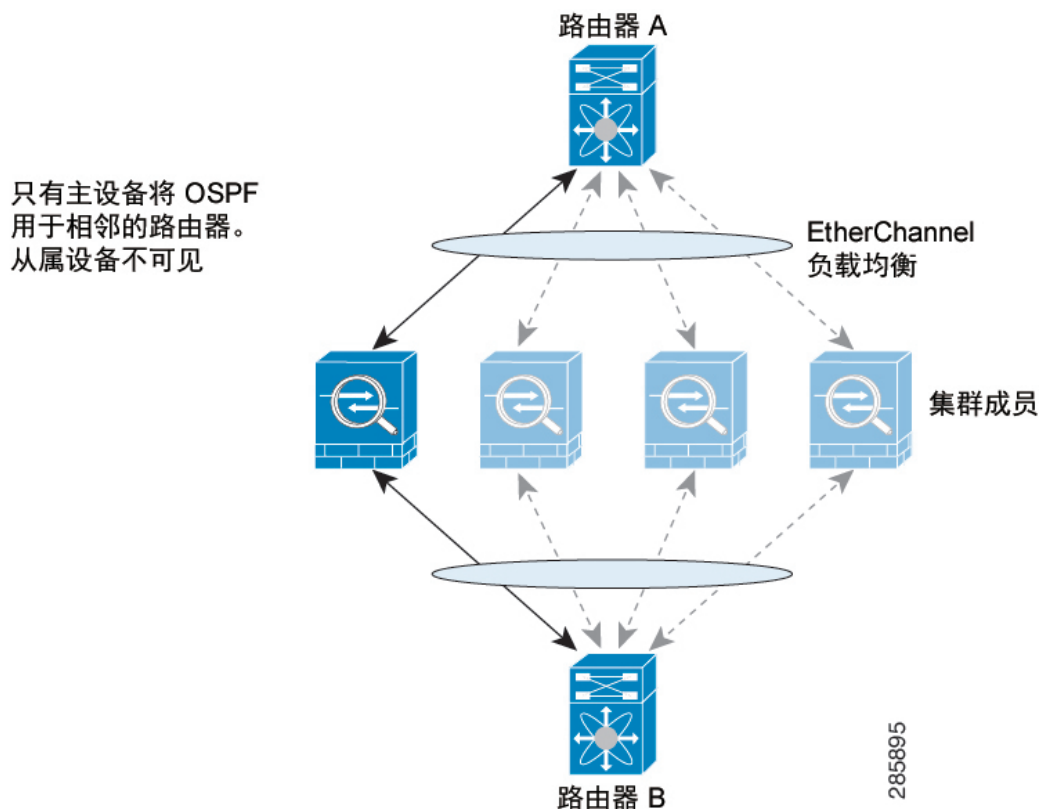 路由器 A
只有主设备将 OSPF
用于相邻的路由器。
从属设备不可见
EtherChannel
负载均衡
集群成员
285895
路由器 B